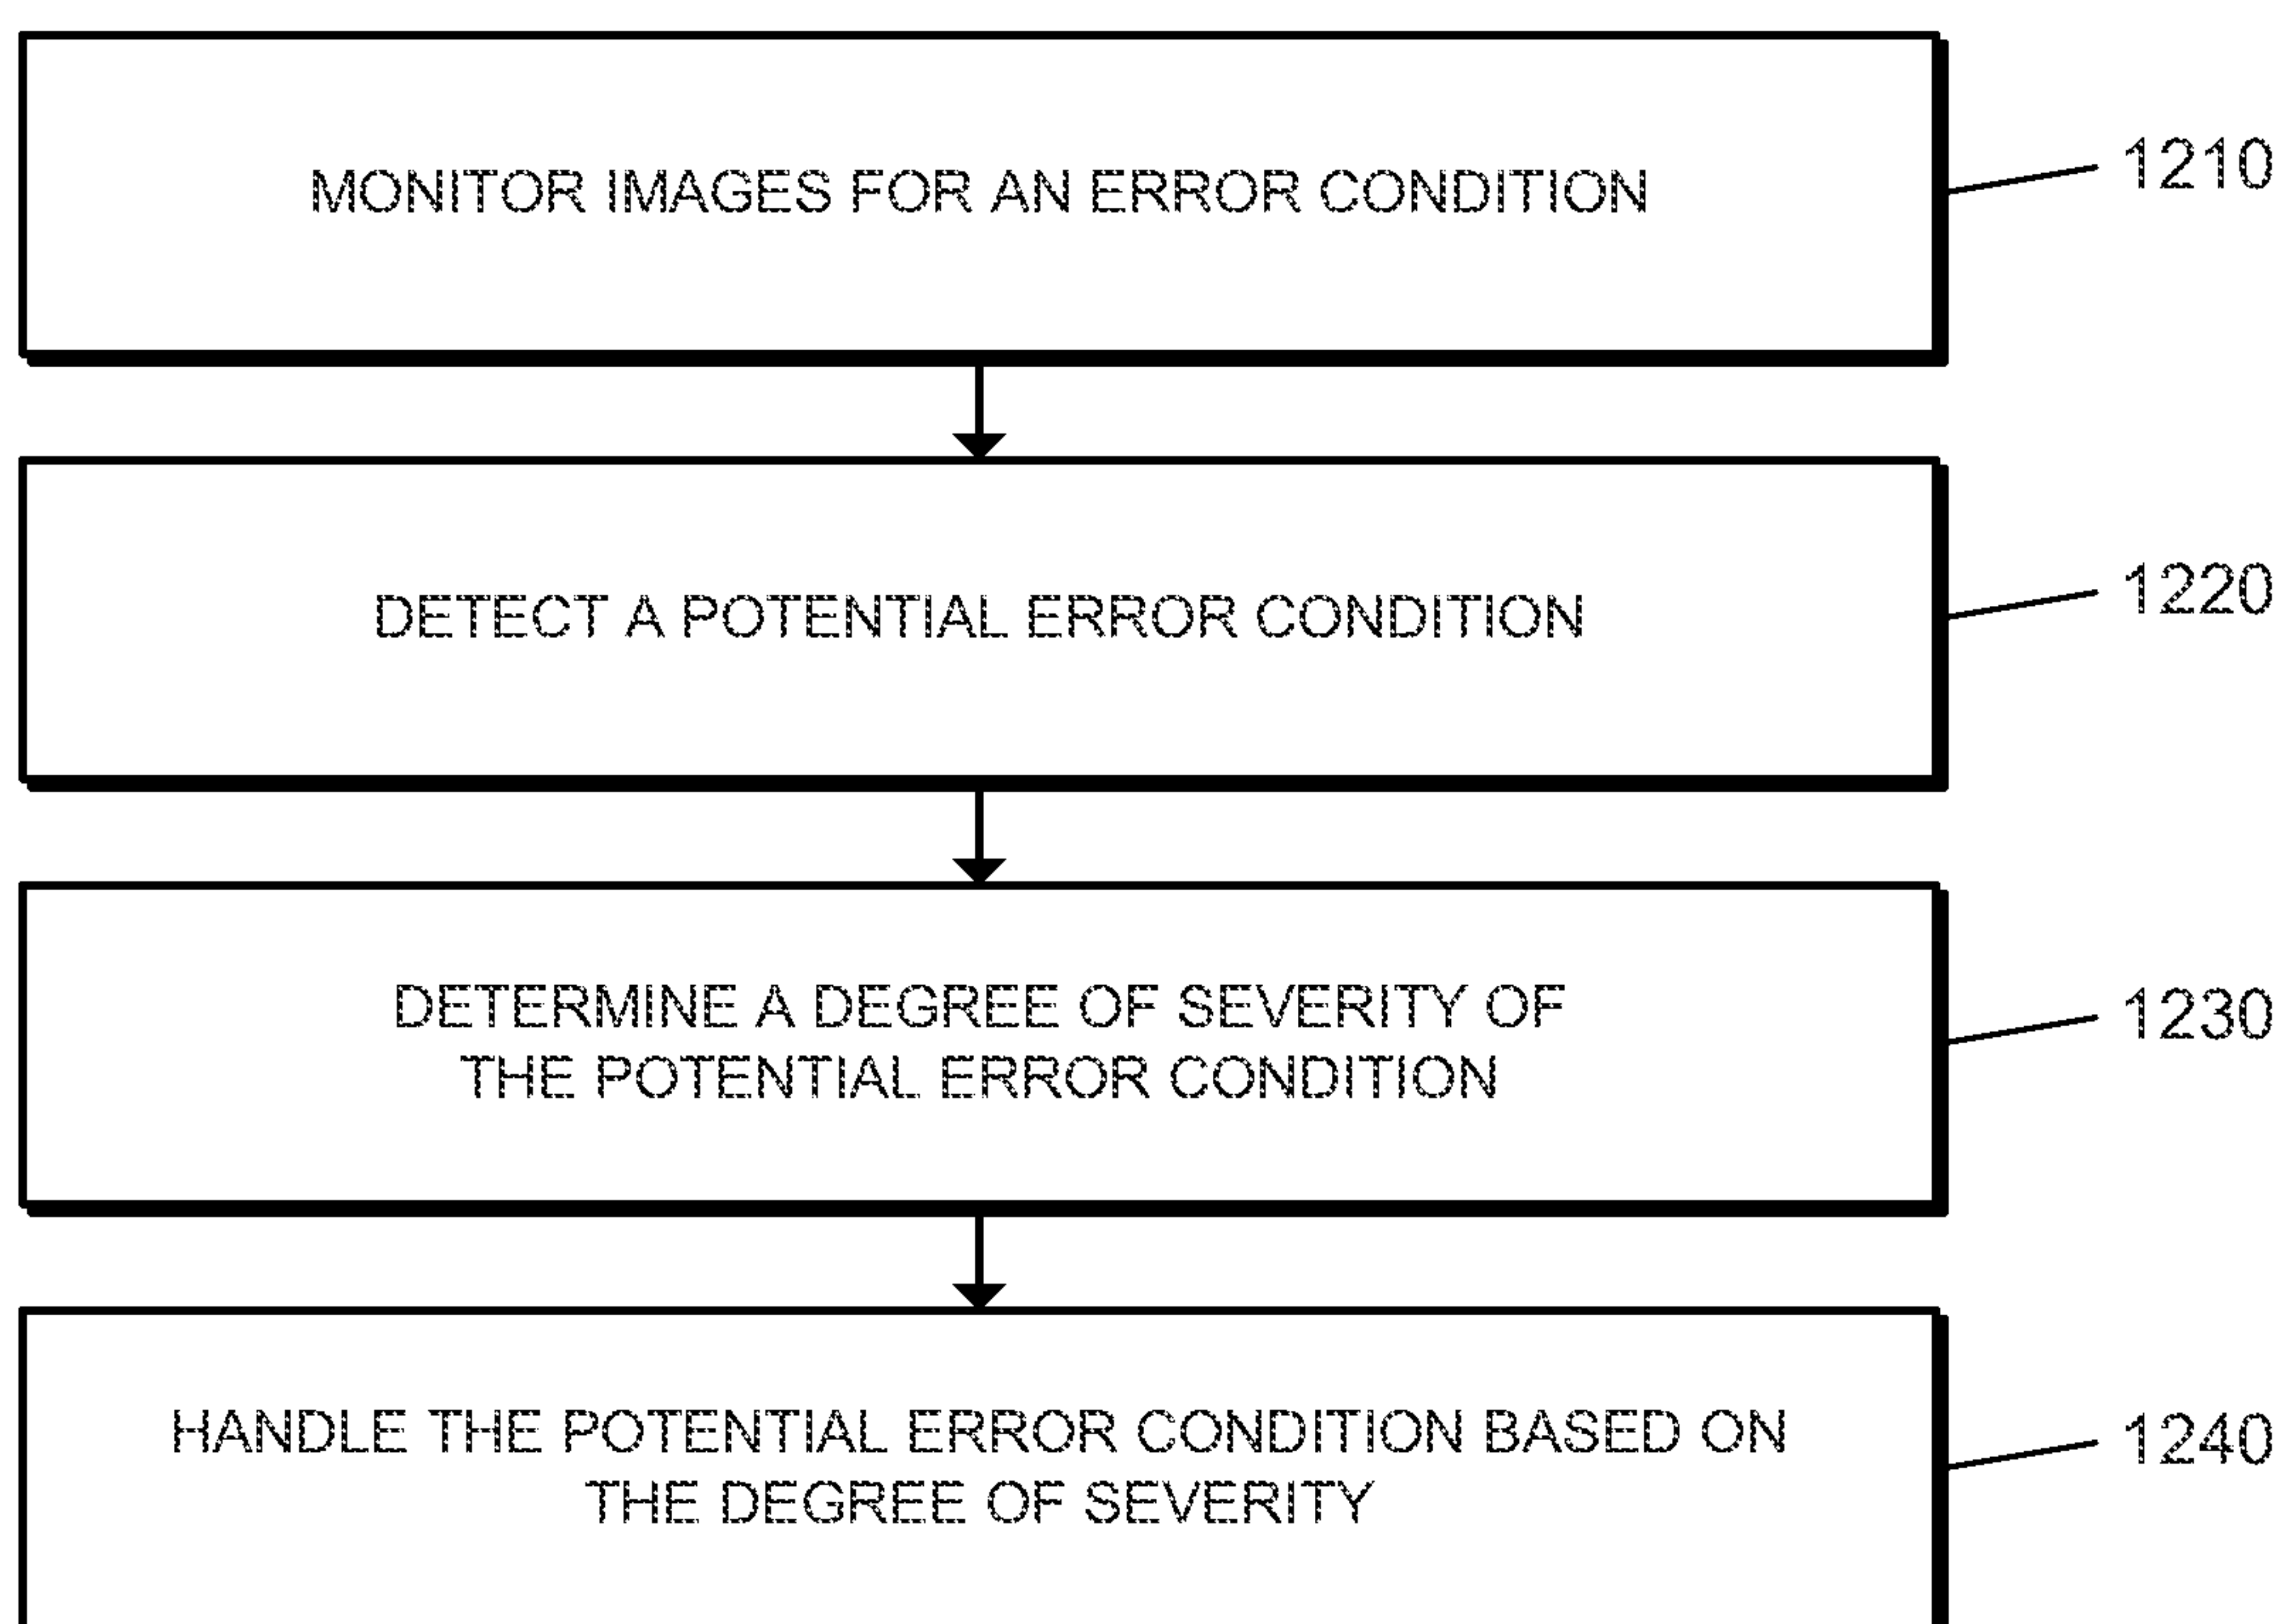 MONITOR IMAGES FOR AN ERROR CONDITION
1210
DETECT A POTENTIAL ERROR CONDITION
1220
DETERMINE A DEGREE OF SEVERITY OF
THE POTENTIAL ERROR CONDITION
1230
HANDLE THE POTENTIAL ERROR CONDITION BASED ON
THE DEGREE OF SEVERITY
1240